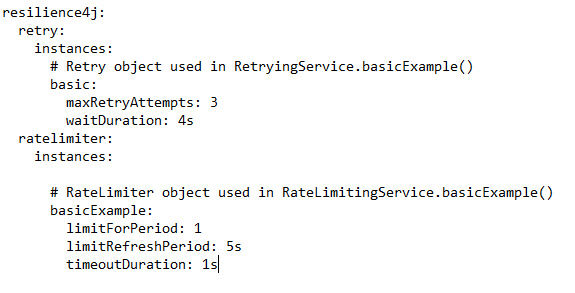 resilience4j:
  retry:
    instances:
      # Retry object used in RetryingService.basicExample()
      basic:
        maxRetryAttempts: 3
        waitDuration: 4s
  ratelimiter:
    instances:

      # RateLimiter object used in RateLimitingService.basicExample()
      basicExample:
        limitForPeriod: 1
        limitRefreshPeriod: 5s
        timeoutDuration: 1s